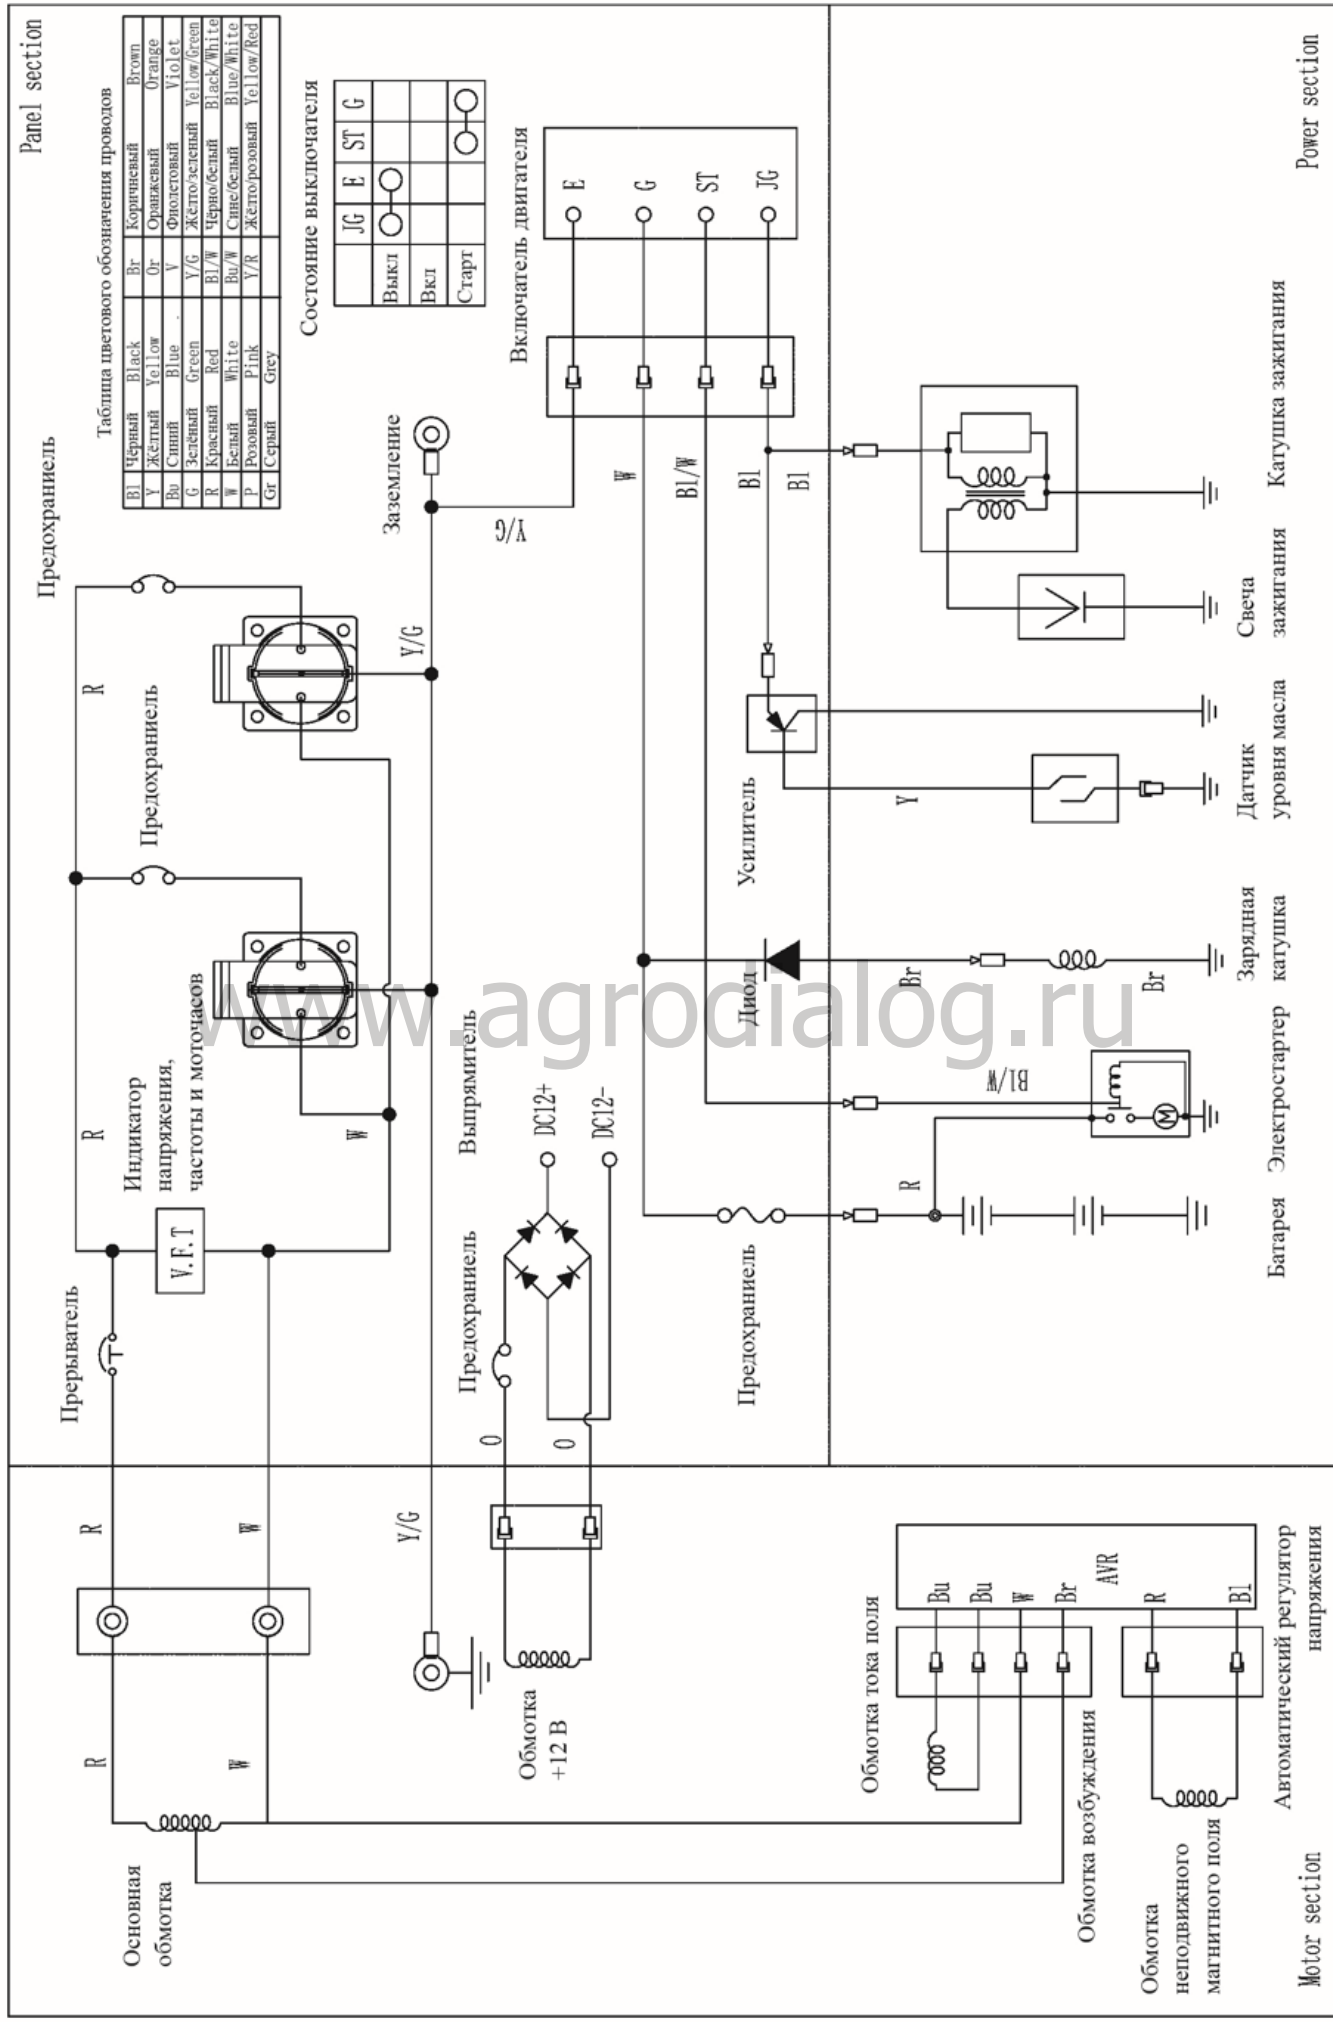 Panel section
Таблица цветового обозначения проводов
Bl Чёрный Black Br Коричневый Brown
Y Жёлтый Yellow Or Оранжевый Orange
Bu Синий Blue V Фиолетовый Violet
G Зелёный Green Y/G Жёлто/зеленый Yellow/Green
R Красный Red Bl/W Чёрно/белый Black/White
W Белый White Bu/W Сине/белый Blue/White
P Розовый Pink Y/R Жёлто/розовый Yellow/Red
Gr Серый Grey
Состояние выключателя
JG E ST G
Выкл
Вкл
Старт
Включатель двигателя
E
G
ST
JG
Предохраниель
Предохраниель
R
R
Прерыватель
V.F.T
Индикатор
напряжения,
частоты и моточасов
W
Заземление
Y/G
Y/G
Y/G
Выпрямитель
DC12+
DC12-
Предохраниель
O
O
W
Bl/W
Bl
Bl
Усилитель
Диод
Предохраниель
www.agrodialog.ru
R
W
R
W
Основная
обмотка
Обмотка
+12 В
Обмотка тока поля
Обмотка возбуждения
Обмотка
неподвижного
магнитного поля
Bu
Bu
W
Br
R
Bl
AVR
Автоматический регулятор
напряжения
Motor section
R
Bl/W
Br
Br
Y
Батарея
Электростартер
M
Зарядная
катушка
Датчик
уровня масла
Свеча
зажигания
Катушка зажигания
Power section